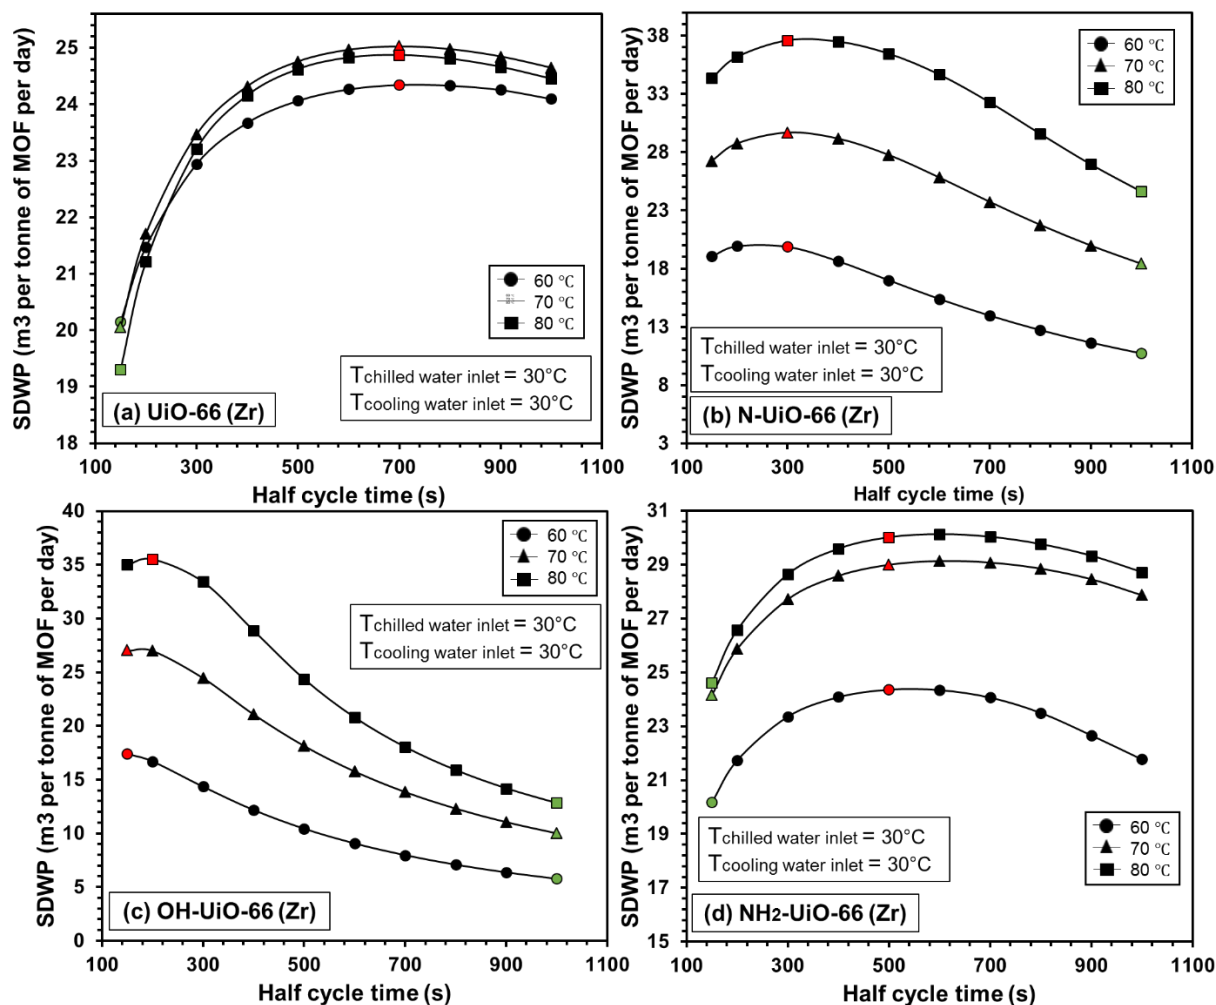 SDWP (m3 per tonne of MOF per day)
25
24
23
22
21
20
19
18
60 °C
70 °C
80 °C
Tchilled water inlet = 30°C
Tcooling water inlet = 30°C
(a) UiO-66 (Zr)
100 300 500 700 900 1100
Half cycle time (s)
SDWP (m3 per tonne of MOF per day)
38
33
28
23
18
13
8
3
60 °C
70 °C
80 °C
Tchilled water inlet = 30°C
Tcooling water inlet = 30°C
(b) N-UiO-66 (Zr)
100 300 500 700 900 1100
Half cycle time (s)
SDWP (m3 per tonne of MOF per day)
40
35
30
25
20
15
10
5
0
60 °C
70 °C
80 °C
Tchilled water inlet = 30°C
Tcooling water inlet = 30°C
(c) OH-UiO-66 (Zr)
100 300 500 700 900 1100
Half cycle time (s)
SDWP (m3 per tonne of MOF per day)
31
29
27
25
23
21
19
17
15
60 °C
70 °C
80 °C
Tchilled water inlet = 30°C
Tcooling water inlet = 30°C
(d) NH2-UiO-66 (Zr)
100 300 500 700 900 1100
Half cycle time (s)